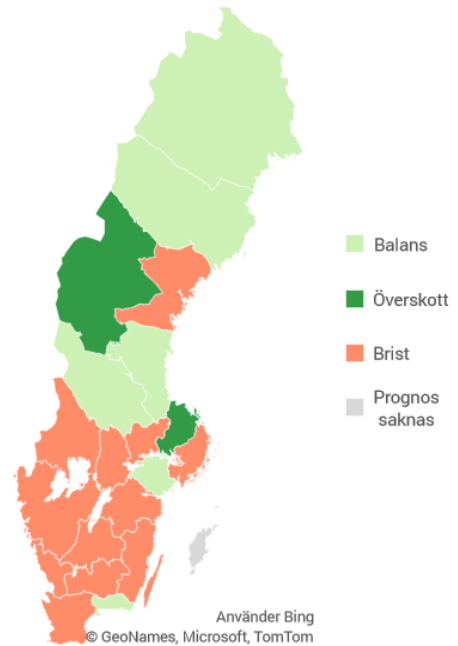 Balans
Överskott
Brist
Prognos
saknas
Använder Bing
© GeoNames, Microsoft, TomTom